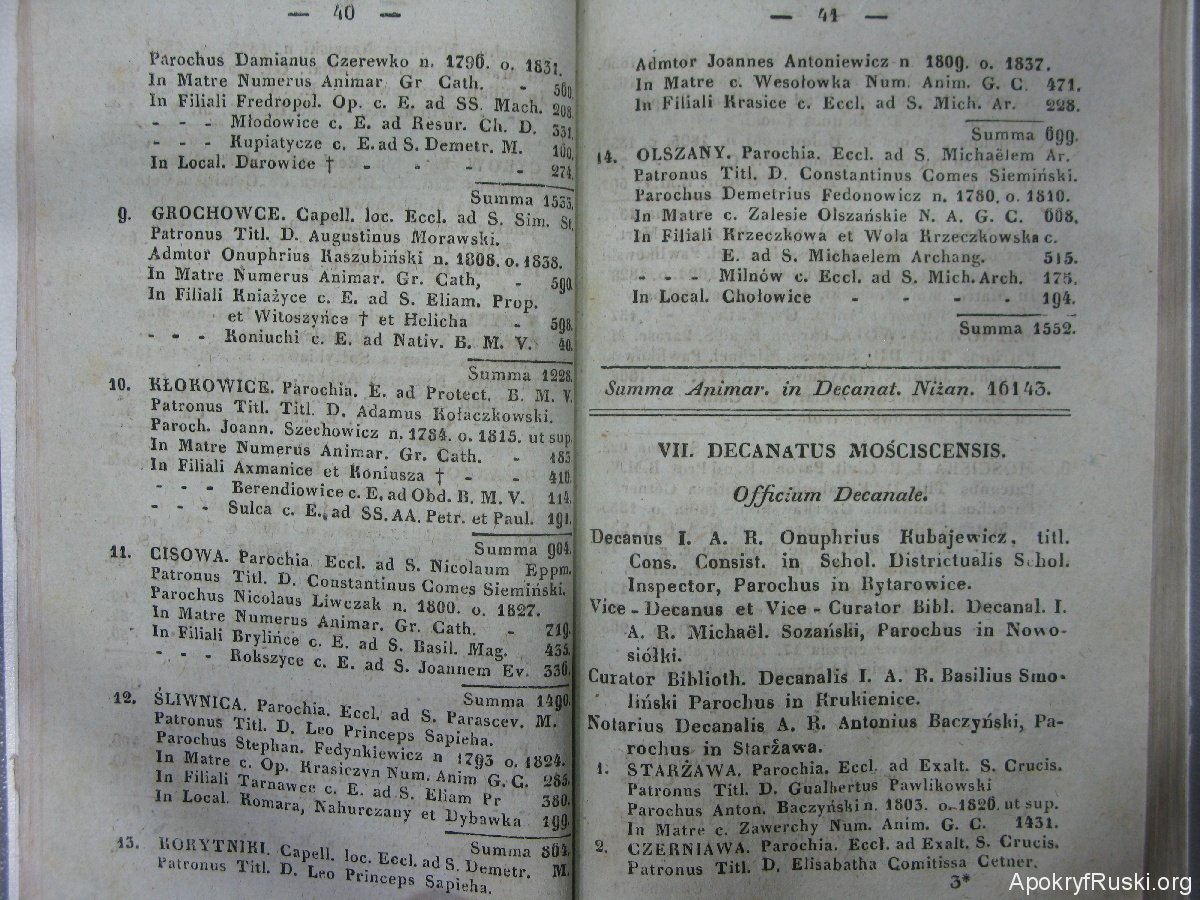 — 40 —
Parochus Damianus Czerewko n. 1796. o. 1831.
In Matre Numerus Animar. Gr Cath. - 560.
In Filiali Fredropol. Op. c. E. ad SS. Mach. 208.
- - - Młodowice c. E. ad Resur. Ch. D. 331.
- - - Kupiatycze c. E. ad S. Demetr. M. 160.
In Local. Darowice † - - - - 274.
Summa 1533.
9. GROCHOWCE. Capell. loc. Eccl. ad S. Sim. St.
Patronus Titl. D. Augustinus Morawski.
Admtor Onuphrius Kaszubiński n. 1808. o. 1838.
In Matre Numerus Animar. Gr. Cath, - 590.
In Filiali Kniażyce c. E. ad S. Eliam. Prop.
et Witoszyńce † et Helicha - 598.
- - - Koniuchi c. E. ad Nativ. B. M. V. 40.
Summa 1228.
10. KŁOKOWICE. Parochia. E. ad Protect. B. M. V.
Patronus Titl. Titl. D. Adamus Kołaczkowski.
Paroch. Joann. Szechowicz n. 1784. o. 1815. ut sup.
In Matre Numerus Animar. Gr. Cath. - 183
In Filiali Axmanice et Koniusza † - - 416.
- - - Berendiowice c. E. ad Obd. B. M. V. 114.
- - - Sulca c. E. ad SS. AA. Petr. et Paul. 191.
Summa 904.
11. CISOWA. Parochia. Eccl. ad S. Nicolaum Eppm.
Patronus Titl. D. Constantinus Comes Siemiński.
Parochus Nicolaus Liwczak n. 1800. o. 1827.
In Matre Numerus Animar. Gr. Cath. - 719.
In Filiali Brylińce c. E. ad S. Basil. Mag. 435.
- - - Rokszyce c. E. ad S. Joannem Ev. 336.
Summa 1490.
12. ŚLIWNICA. Parochia. Eccl. ad S. Parascev. M.
Patronus Titl. D. Leo Princeps Sapieha.
Parochus Stephan. Fedynkiewicz n 1793 o. 1824.
In Matre c. Op. Krasiczyn Num. Anim G. C. 285.
In Filiali Tarnawce c. E. ad S. Eliam Pr 380.
In Local. Komara, Nahurczany et Dybawka 199.
Summa 864.
13. KORYTNIKI. Capell. loc. Eccl. ad S. Demetr. M.
Patronus Titl. D. Leo Princeps Sapieha.
— 41 —
Admtor Joannes Antoniewicz n 1809. o. 1837.
In Matre c. Wesołowka Num. Anim. G. C. 471.
In Filiali Krasice c. Eccl. ad S. Mich. Ar. 228.
Summa 699.
14. OLSZANY. Parochia. Eccl. ad S. Michaëlem Ar.
Patronus Titl. D. Constantinus Comes Siemiński.
Parochus Demetrius Fedonowicz n. 1780. o. 1810.
In Matre c. Zalesie Olszańskie N. A. G. C. 668.
In Filiali Krzeczkowa et Wola Krzeczkowska c.
E. ad S. Michaelem Archang. 515.
- - - Milnów c. Eccl. ad S. Mich. Arch. 175.
In Local. Chołowice - - - - 194.
Summa 1552.
Summa Animar. in Decanat. Niżan. 16143.
VII. DECANATUS MOŚCISCENSIS.
Officium Decanale.
Decanus I. A. R. Onuphrius Kubajewicz, titl.
Cons. Consist. in Schol. Districtualis Schol.
Inspector, Parochus in Rytarowice.
Vice - Decanus et Vice - Curator Bibl. Decanal. I.
A. R. Michaël. Sozański, Parochus in Nowo-
siółki.
Curator Biblioth. Decanalis I. A. R. Basilius Smo-
liński Parochus in Krukienice.
Notarius Decanalis A. R. Antonius Baczyński, Pa-
rochus in Starżawa.
1. STARŻAWA. Parochia. Eccl. ad Exalt. S. Crucis.
Patronus Titl. D. Gualhertus Pawlikowski
Parochus Anton. Baczyński n. 1803. o. 1826. ut sup.
In Matre c. Zawerchy Num. Anim. G. C. 1431.
2. CZERNIAWA. Parochia. Eccl. ad Exalt. S. Crucis.
Patronus Titl. D. Elisabatha Comitissa Cetner.
3*
ApokryfRuski.org